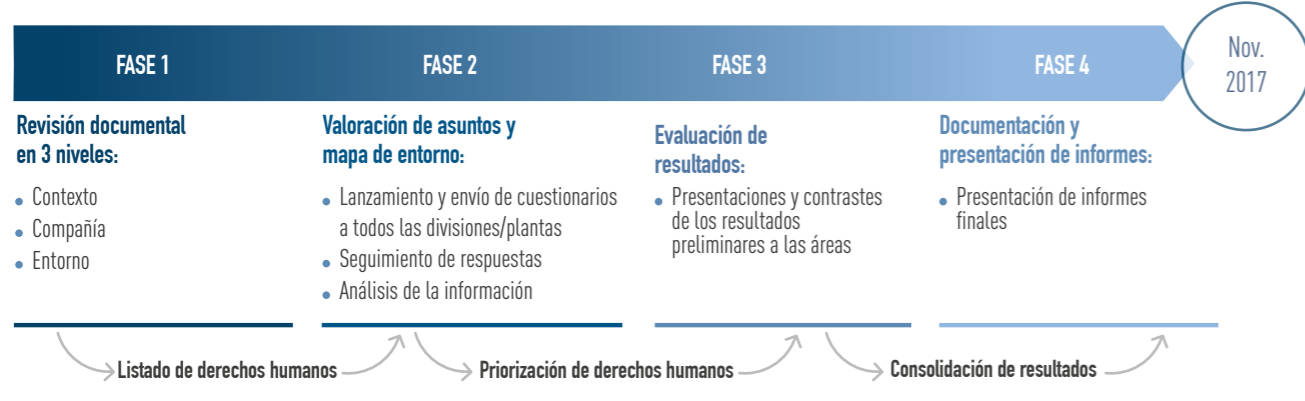 FASE 1
FASE 2
FASE 3
FASE 4
Nov.
2017
Revisión documental
en 3 niveles:
• Contexto
• Compañía
• Entorno
Valoración de asuntos y
mapa de entorno:
• Lanzamiento y envío de cuestionarios
a todos las divisiones/plantas
• Seguimiento de respuestas
• Análisis de la información
Evaluación de
resultados:
• Presentaciones y contrastes
de los resultados
preliminares a las áreas
Documentación y
presentación de informes:
• Presentación de informes
finales
Listado de derechos humanos
Priorización de derechos humanos
Consolidación de resultados